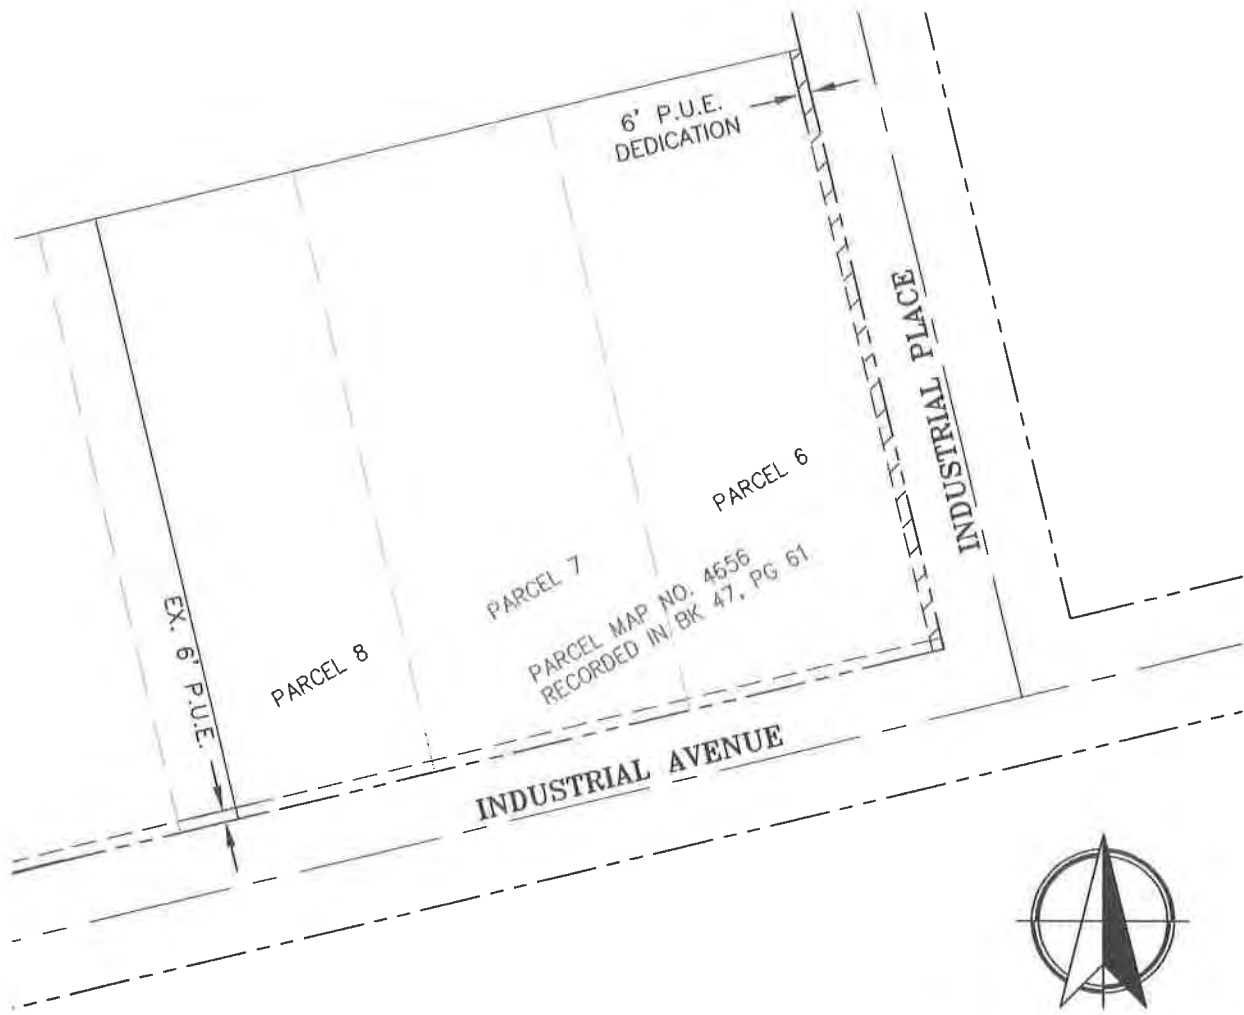 6' P.U.E.
DEDICATION
INDUSTRIAL PLACE
PARCEL 6
PARCEL 7
PARCEL MAP NO. 4656
RECORDED IN BK 47, PG 61
EX. 6' P.U.E.
PARCEL 8
INDUSTRIAL AVENUE